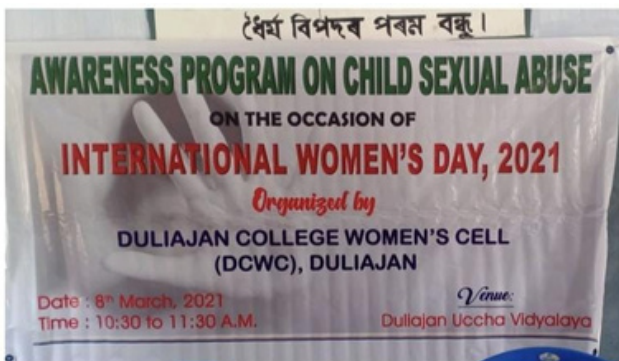 ধৈৰ্য বিপদৰ পৰম বন্ধু।
AWARENESS PROGRAM ON CHILD SEXUAL ABUSE
ON THE OCCASION OF
INTERNATIONAL WOMEN'S DAY, 2021
Organized by
DULIAJAN COLLEGE WOMEN'S CELL
(DCWC), DULIAJAN
Date : 8th March, 2021
Time : 10:30 to 11:30 A.M.
Venue:
Duliajan Uccha Vidyalaya